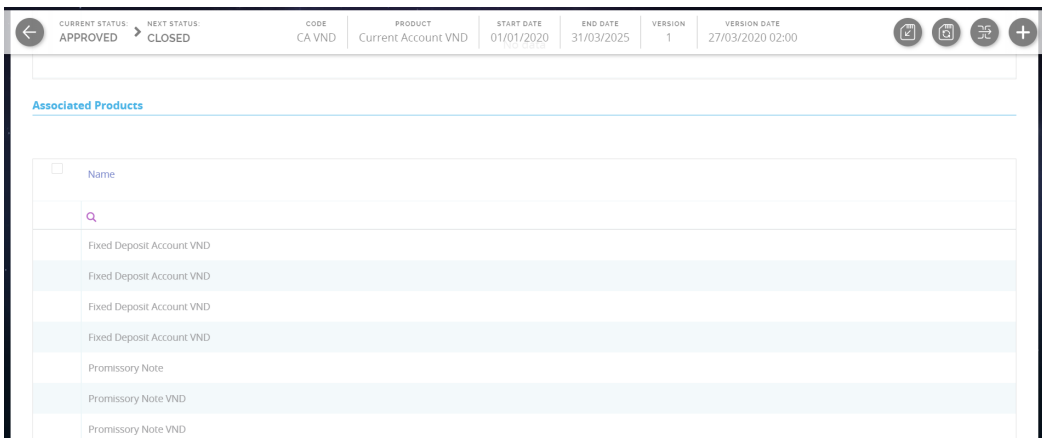 CURRENT STATUS: NEXT STATUS: CODE PRODUCT START DATE END DATE VERSION VERSION DATE
APPROVED CLOSED CA VND Current Account VND 01/01/2020 31/03/2025 1 27/03/2020 02:00
No data
Associated Products
Name
Fixed Deposit Account VND
Fixed Deposit Account VND
Fixed Deposit Account VND
Fixed Deposit Account VND
Promissory Note
Promissory Note VND
Promissory Note VND